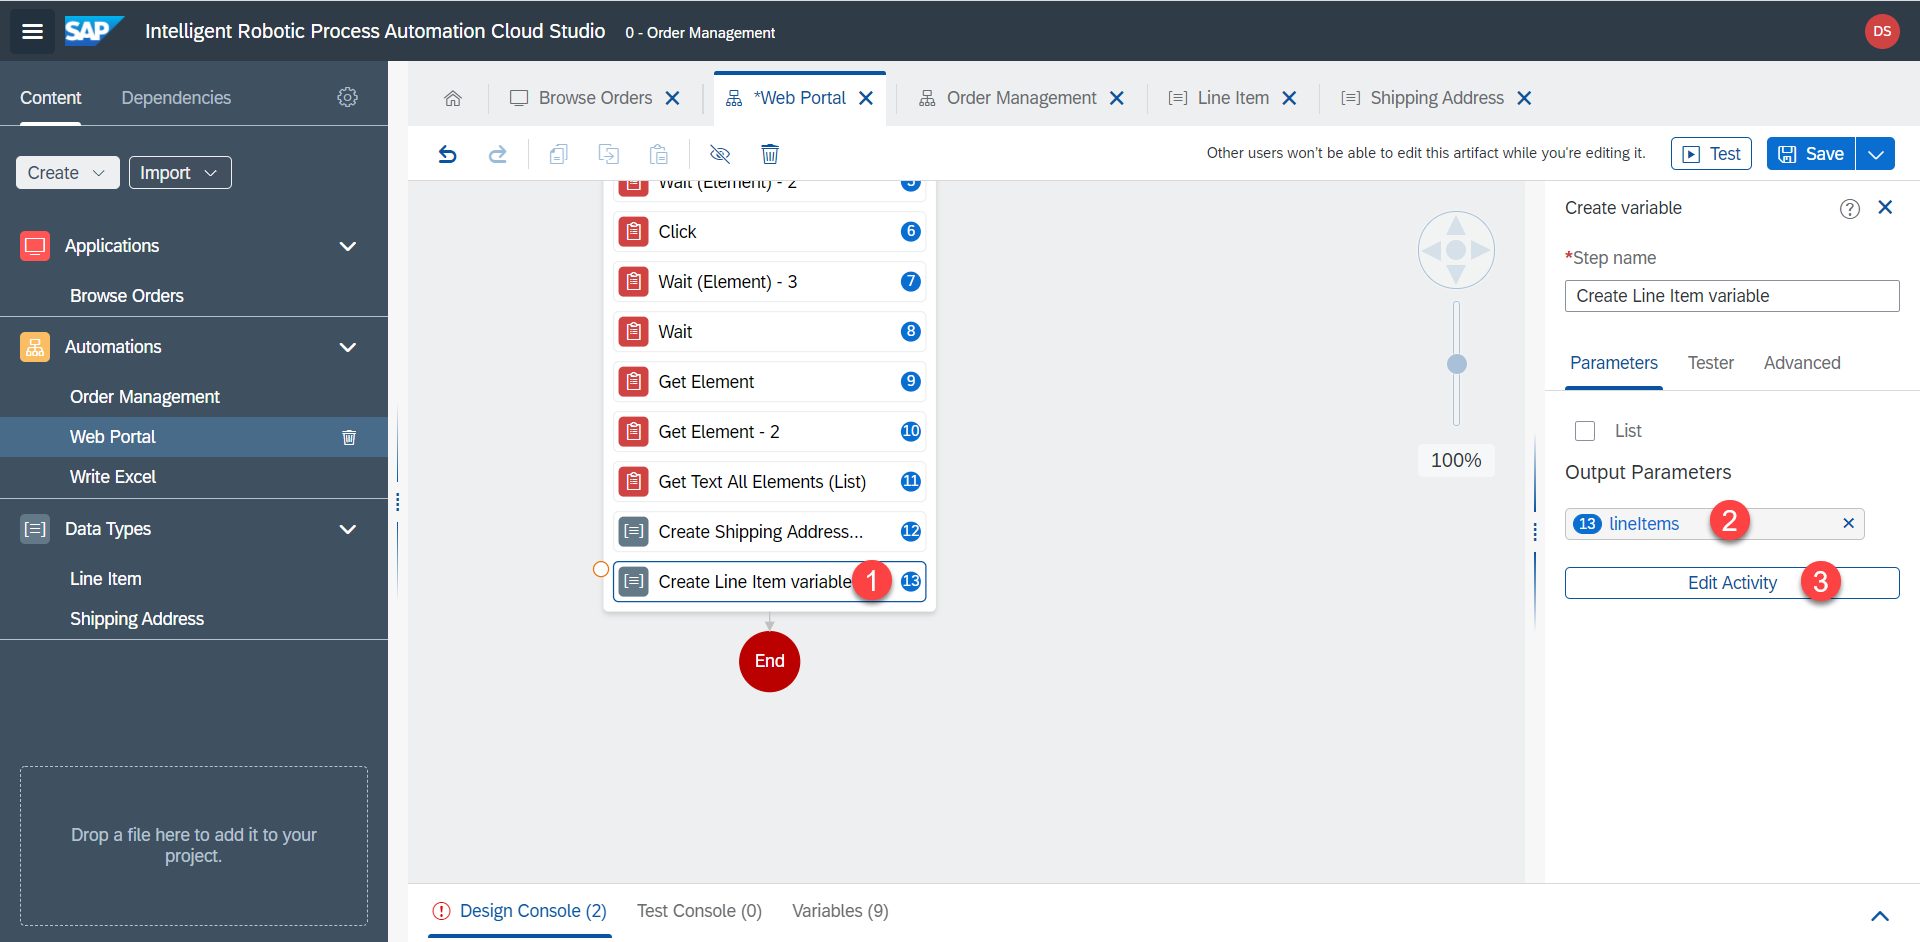 SAP Intelligent Robotic Process Automation Cloud Studio 0 - Order Management DS
Content Dependencies
Browse Orders *Web Portal Order Management Line Item Shipping Address
Create Import
Other users won't be able to edit this artifact while you're editing it. Test Save
Applications
Browse Orders
Automations
Order Management
Web Portal
Write Excel
Data Types
Line Item
Shipping Address
Drop a file here to add it to your
project.
Wait (Element) - 2 5
Click 6
Wait (Element) - 3 7
Wait 8
Get Element 9
Get Element - 2 10
Get Text All Elements (List) 11
Create Shipping Address... 12
Create Line Item variable 1 13
End
100%
Create variable
*Step name
Create Line Item variable
Parameters Tester Advanced
List
Output Parameters
13 lineItems 2
Edit Activity 3
Design Console (2) Test Console (0) Variables (9)